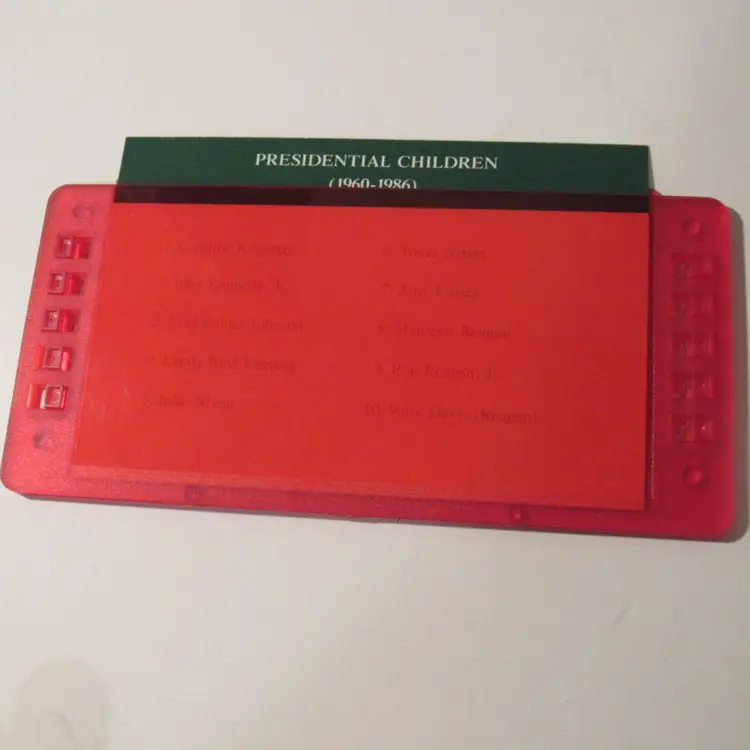 PRESIDENTIAL CHILDREN
(1960-1986)
1. Caroline Kennedy
2. John Kennedy, Jr.
3. Luci Baines Johnson
4. Lynda Bird Johnson
5. Julie Nixon
6. Tricia Nixon
7. Amy Carter
8. Maureen Reagan
9. Ron Reagan, Jr.
10. Patti Davis (Reagan)